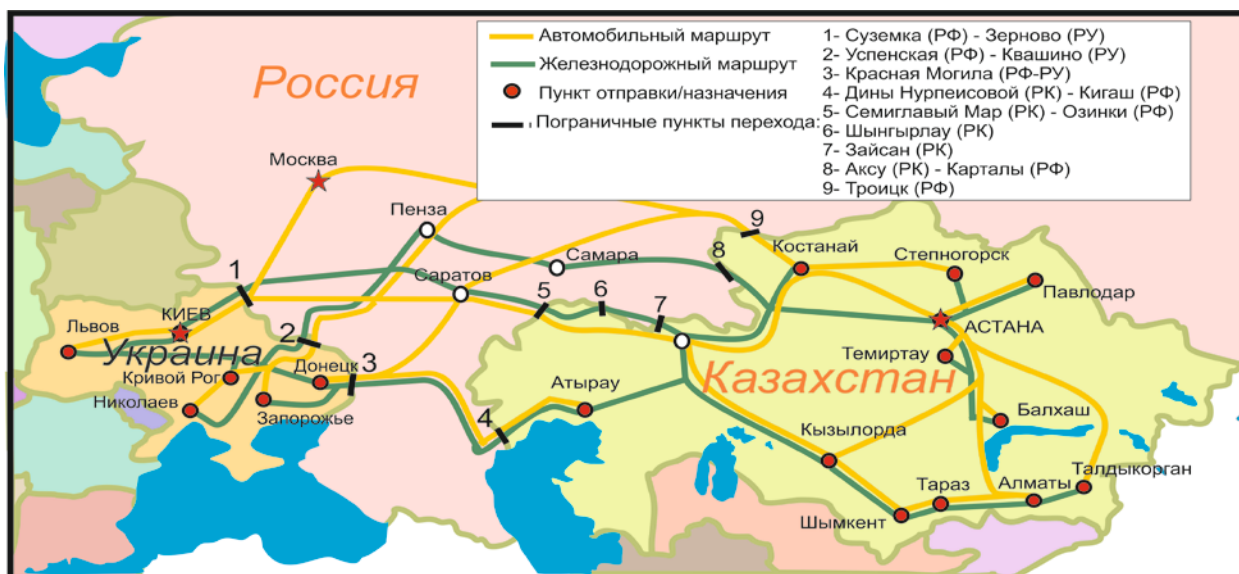 Автомобильный маршрут
Железнодорожный маршрут
Пункт отправки/назначения
Пограничные пункты перехода:
1- Суземка (РФ) - Зерново (РУ)
2- Успенская (РФ) - Квашино (РУ)
3- Красная Могила (РФ-РУ)
4- Дины Нурпеисовой (РК) - Кигаш (РФ)
5- Семиглавый Мар (РК) - Озинки (РФ)
6- Шынгырлау (РК)
7- Зайсан (РК)
8- Аксу (РК) - Карталы (РФ)
9- Троицк (РФ)
Россия
Москва
Пенза
9
Костанай
Степногорск
Самара
8
1
Саратов
Павлодар
5
6
7
КИЕВ
Львов
2
АСТАНА
Украина
Темиртау
Донецк
3
Кривой Рог
Казахстан
Атырау
Николаев
Запорожье
4
Балхаш
Кызылорда
Талдыкорган
Тараз
Алматы
Шымкент